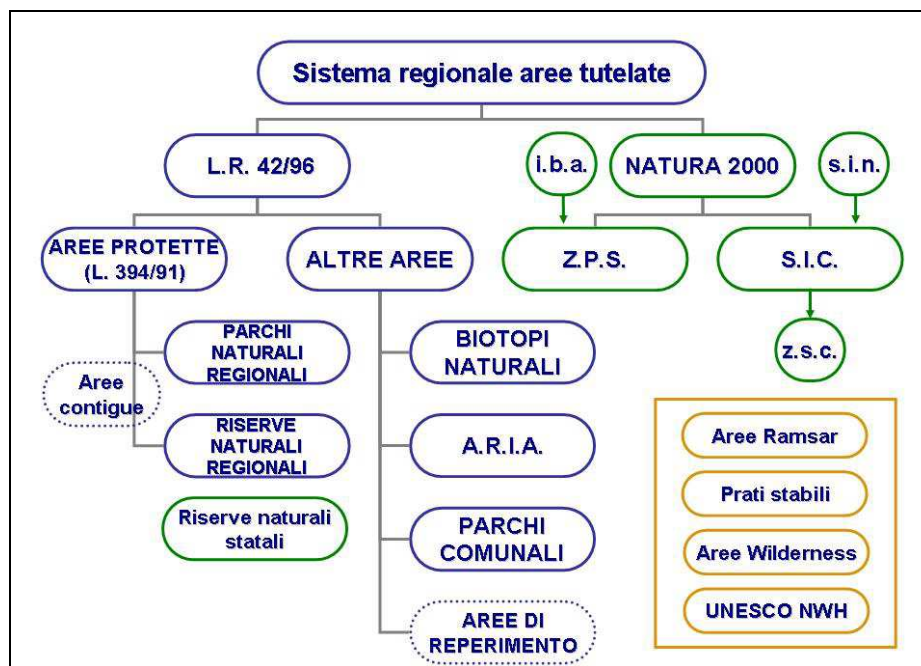 Sistema regionale aree tutelate
L.R. 42/96
i.b.a.
NATURA 2000
s.i.n.
AREE PROTETTE
(L. 394/91)
ALTRE AREE
Z.P.S.
S.I.C.
PARCHI
NATURALI
REGIONALI
BIOTOPI
NATURALI
z.s.c.
Aree
contigue
RISERVE
NATURALI
REGIONALI
A.R.I.A.
Aree Ramsar
Prati stabili
Riserve naturali
statali
PARCHI
COMUNALI
Aree Wilderness
UNESCO NWH
AREE DI
REPERIMENTO